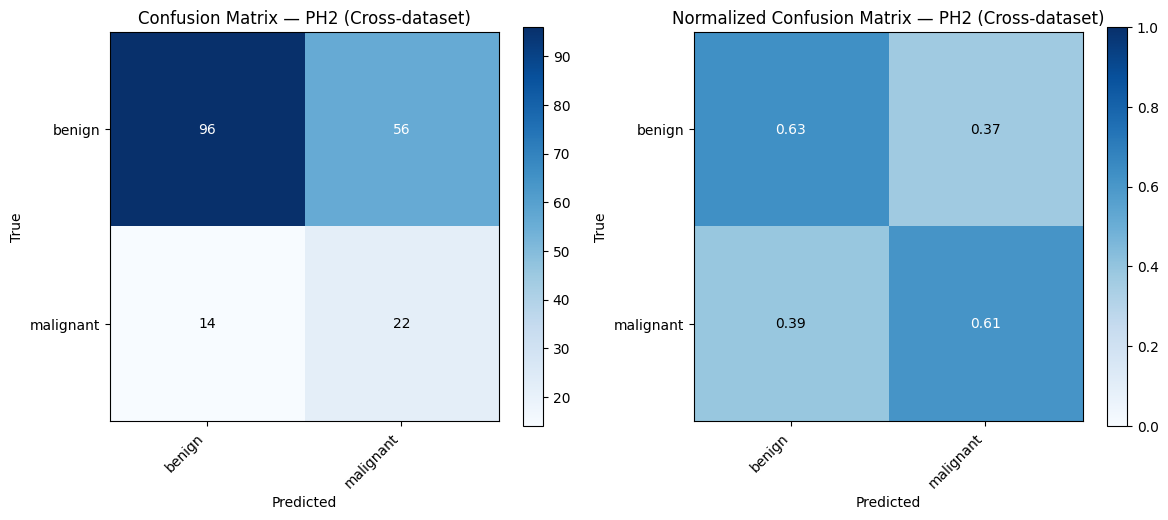 Confusion Matrix — PH2 (Cross-dataset)
True
benign
malignant
96
56
14
22
benign
malignant
Predicted
90
80
70
60
50
40
30
20
Normalized Confusion Matrix — PH2 (Cross-dataset)
True
benign
malignant
0.63
0.37
0.39
0.61
benign
malignant
Predicted
1.0
0.8
0.6
0.4
0.2
0.0